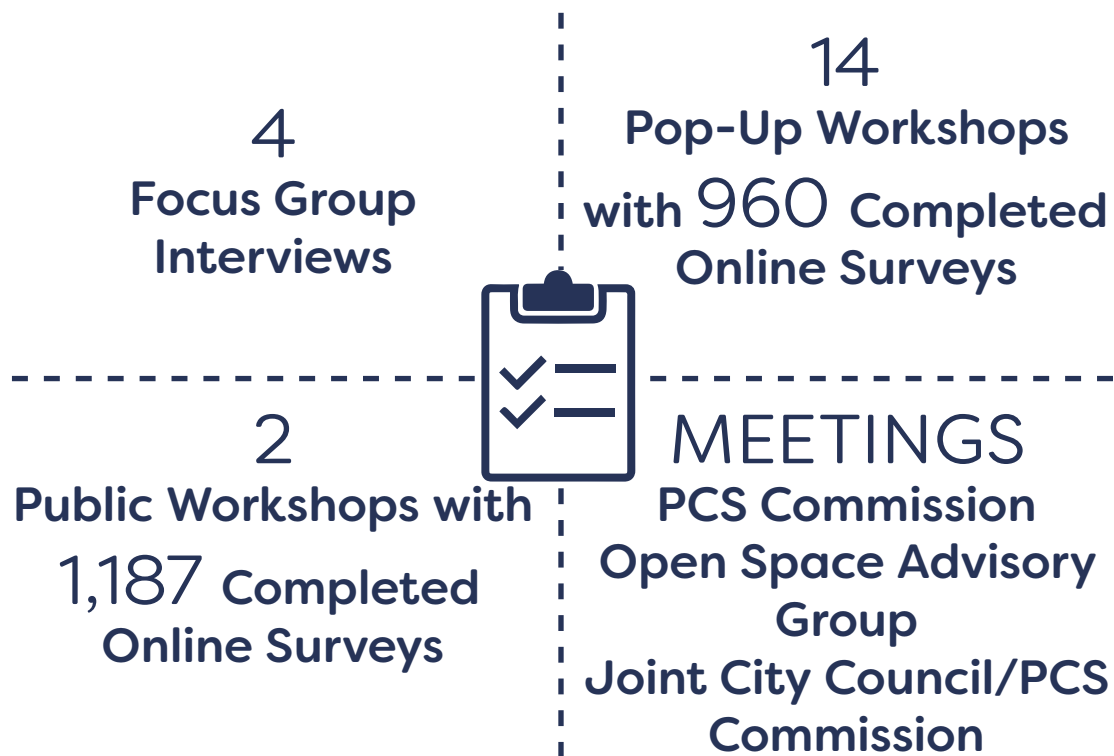 4
Focus Group
Interviews
14
Pop-Up Workshops
with 960 Completed
Online Surveys
2
Public Workshops with
1,187 Completed
Online Surveys
MEETINGS
PCS Commission
Open Space Advisory
Group
Joint City Council/PCS
Commission